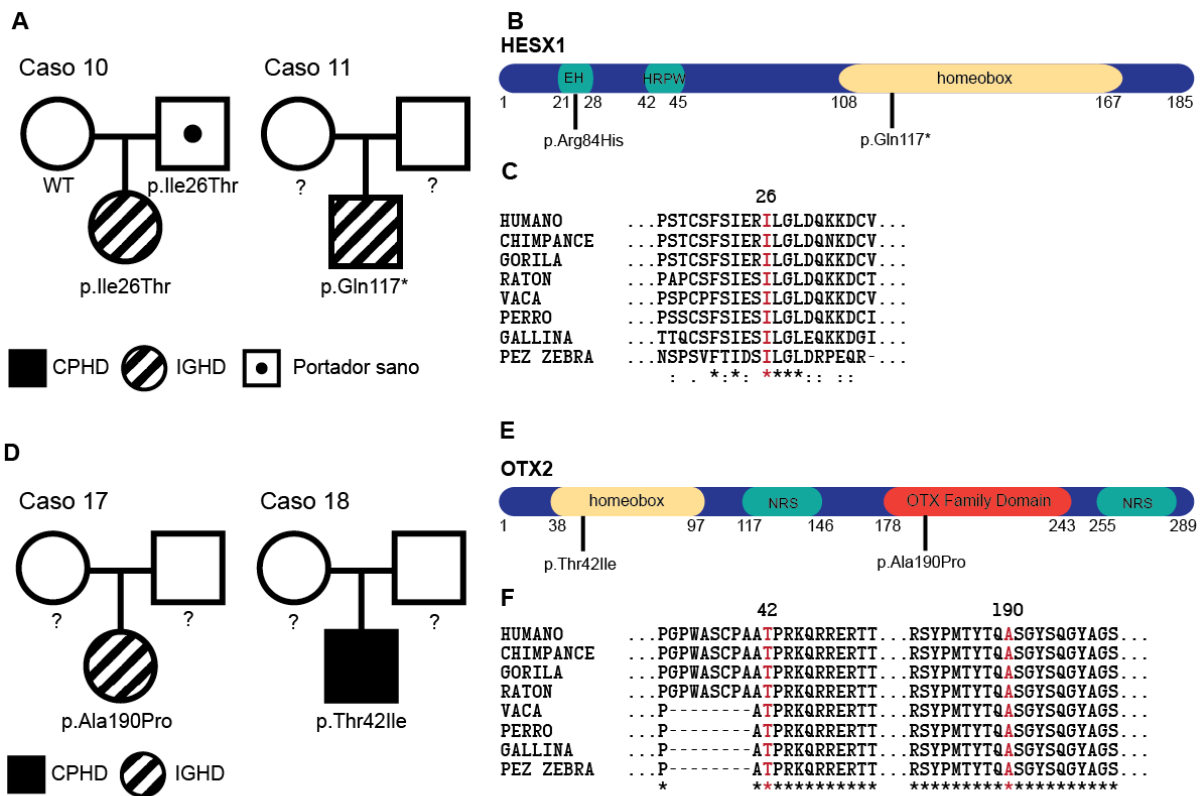 A
Caso 10
Caso 11
WT
p.Ile26Thr
?
?
p.Ile26Thr
p.Gln117*
CPHD
IGHD
Portador sano
B
HESX1
EH
HRPW
homeobox
1
21
28
42
45
108
167
185
p.Arg84His
p.Gln117*
C
26
HUMANO ...PSTCSFSIERILGLDQKKDCV...
CHIMPANCE ...PSTCSFSIERILGLDQNKDCV...
GORILA ...PSTCSFSIERILGLDQKKDCV...
RATON ...PAPCSFSIESILGLDQKKDCT...
VACA ...PSPCPFSIESILGLDQKKDCV...
PERRO ...PSSCSFSIESILGLDQKKDCI...
GALLINA ...TTQCSFSIESILGLEQKKDGI...
PEZ ZEBRA ...NSPSVFTIDSILGLDRPEQR-...
: . *:*: ****:: ::
D
Caso 17
Caso 18
?
?
?
?
p.Ala190Pro
p.Thr42Ile
CPHD
IGHD
E
OTX2
homeobox
NRS
OTX Family Domain
NRS
1
38
97
117
146
178
243
255
289
p.Thr42Ile
p.Ala190Pro
F
42
190
HUMANO ...PGPWASCPAATPRKQRRERTT...RSYPMTYTQASGYSQGYAGS...
CHIMPANCE ...PGPWASCPAATPRKQRRERTT...RSYPMTYTQASGYSQGYAGS...
GORILA ...PGPWASCPAATPRKQRRERTT...RSYPMTYTQASGYSQGYAGS...
RATON ...PGPWASCPAATPRKQRRERTT...RSYPMTYTQASGYSQGYAGS...
VACA ...P--------ATPRKQRRERTT...RSYPMTYTQASGYSQGYAGS...
PERRO ...P--------ATPRKQRRERTT...RSYPMTYTQASGYSQGYAGS...
GALLINA ...P--------ATPRKQRRERTT...RSYPMTYTQASGYSQGYAGS...
PEZ ZEBRA ...P--------ATPRKQRRERTT...RSYPMTYTQASGYSQGYAGS...
* ************ ********************